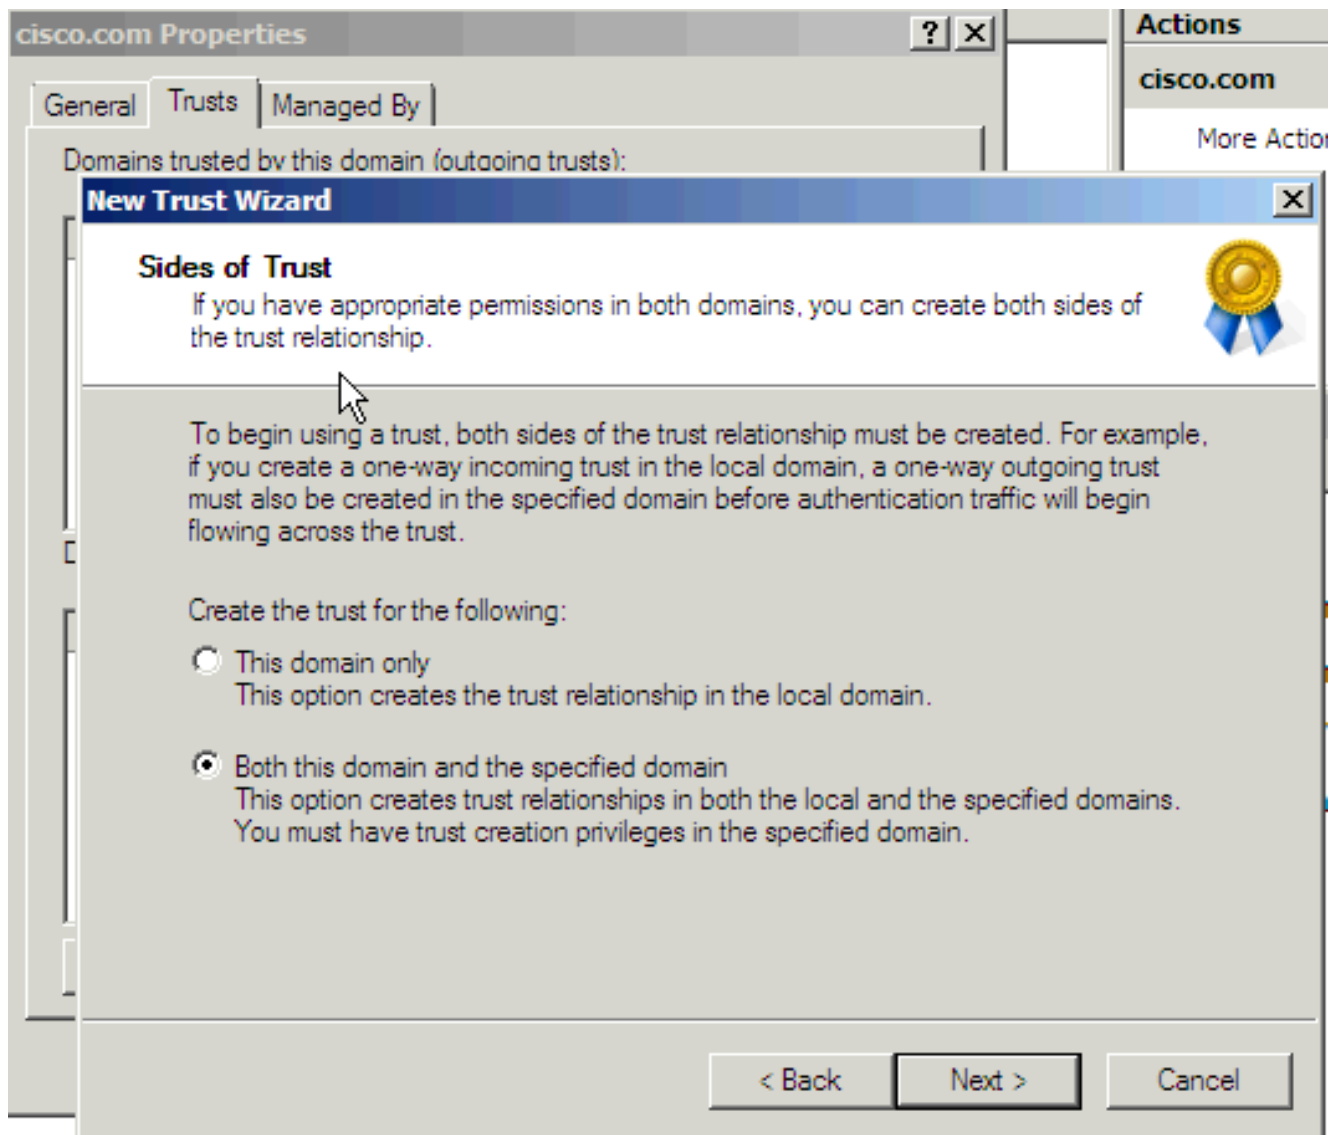 cisco.com Properties
?
Actions
cisco.com
More Action
General
Trusts
Managed By
Domains trusted by this domain (outgoing trusts):
New Trust Wizard
Sides of Trust
If you have appropriate permissions in both domains, you can create both sides of
the trust relationship.
To begin using a trust, both sides of the trust relationship must be created. For example,
if you create a one-way incoming trust in the local domain, a one-way outgoing trust
must also be created in the specified domain before authentication traffic will begin
flowing across the trust.
D
Create the trust for the following:
This domain only
This option creates the trust relationship in the local domain.
Both this domain and the specified domain
This option creates trust relationships in both the local and the specified domains.
You must have trust creation privileges in the specified domain.
< Back
Next >
Cancel